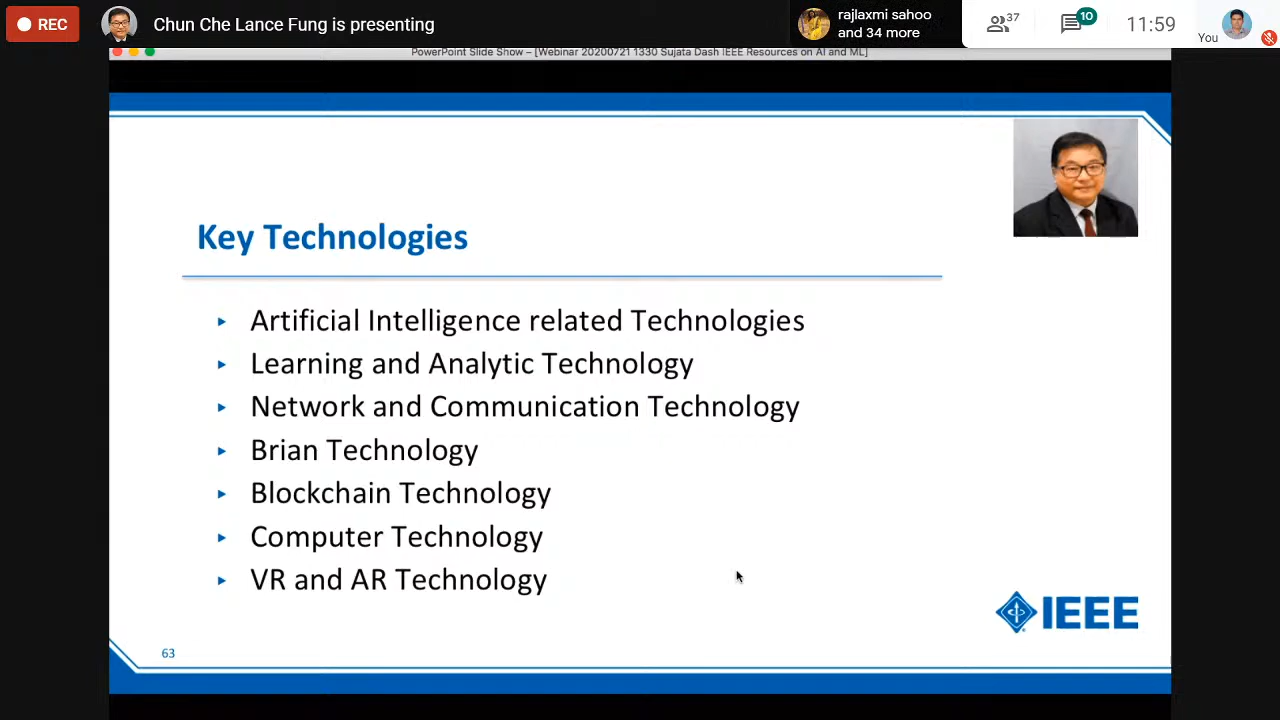 REC
Chun Che Lance Fung is presenting
rajlaxmi sahoo
and 34 more
37
10
11:59
You
PowerPoint Slide Show – [Webinar 20200721 1330 Sujata Dash IEEE Resources on AI and ML]
Key Technologies
Artificial Intelligence related Technologies
Learning and Analytic Technology
Network and Communication Technology
Brian Technology
Blockchain Technology
Computer Technology
VR and AR Technology
IEEE
63